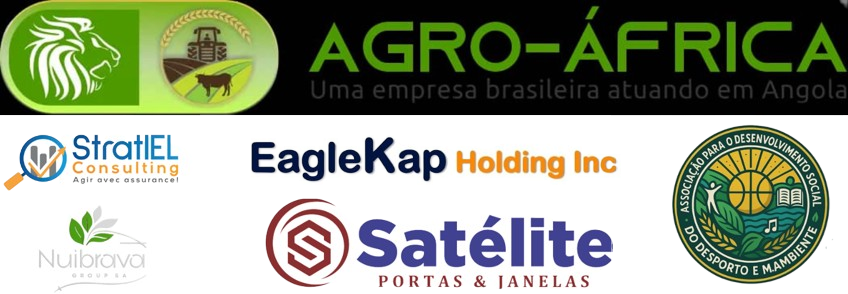 AGRO-ÁFRICA
Uma empresa brasileira atuando em Angola
StratIEL
Consulting
Agir avec assurance!
EagleKap Holding Inc
ASSOCIAÇÃO PARA O DESENVOLVIMENTO SOCIAL
DO DESPORTO E M.AMBIENTE
Nuibrava
GROUP SA
Satélite
PORTAS & JANELAS